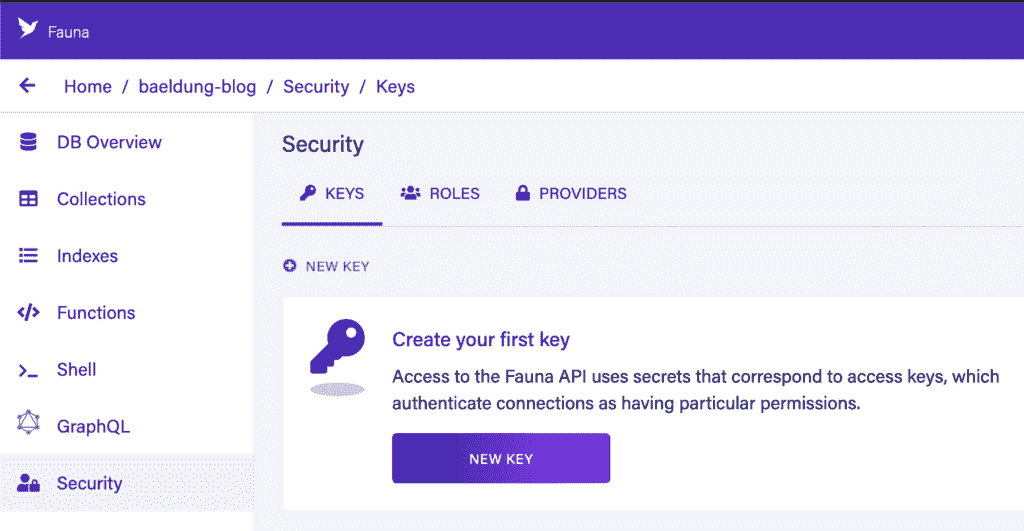 Fauna
Home / baeldung-blog / Security / Keys
DB Overview
Collections
Indexes
Functions
Shell
GraphQL
Security
Security
KEYS ROLES PROVIDERS
NEW KEY
Create your first key
Access to the Fauna API uses secrets that correspond to access keys, which
authenticate connections as having particular permissions.
NEW KEY